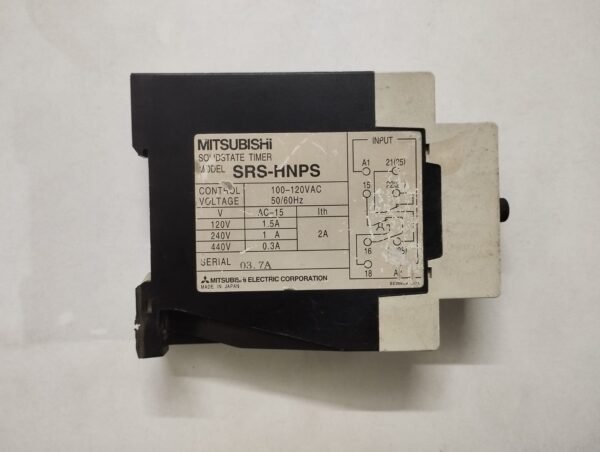 MITSUBISHI
SOLIDSTATE TIMER
MODEL SRS-HNPS
CONTROL VOLTAGE 100-120VAC 50/60Hz
V AC-15 Ith
120V 1.5A
240V 1 A 2A
440V 0.3A
SERIAL 03.7A
MITSUBISHI ELECTRIC CORPORATION
MADE IN JAPAN
INPUT
A1 21(25)
15
16
18